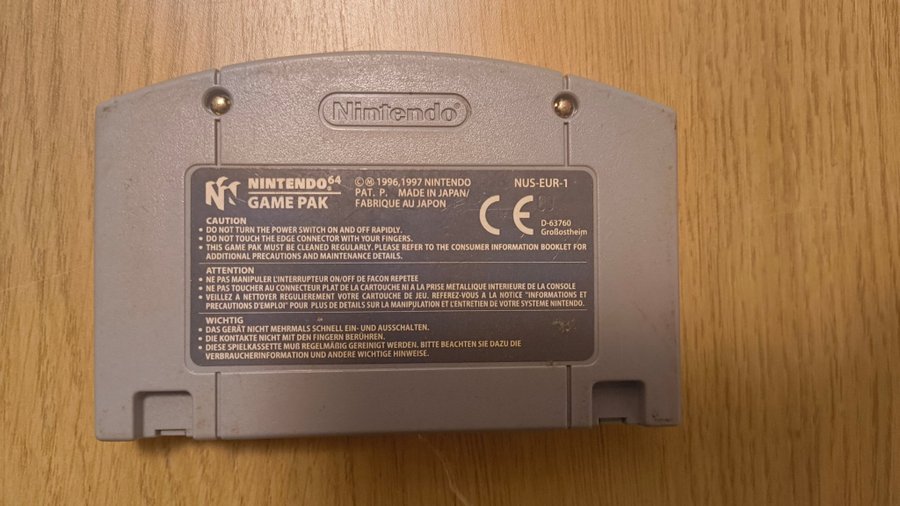 Nintendo®
NINTENDO⁶⁴
GAME PAK
©Ⓜ 1996,1997 NINTENDO
PAT. P. MADE IN JAPAN/
FABRIQUE AU JAPON
NUS-EUR-1
CE
D-63760
Großostheim
CAUTION
• DO NOT TURN THE POWER SWITCH ON AND OFF RAPIDLY.
• DO NOT TOUCH THE EDGE CONNECTOR WITH YOUR FINGERS.
• THIS GAME PAK MUST BE CLEANED REGULARLY. PLEASE REFER TO THE CONSUMER INFORMATION BOOKLET FOR
ADDITIONAL PRECAUTIONS AND MAINTENANCE DETAILS.
ATTENTION
• NE PAS MANIPULER L'INTERRUPTEUR ON/OFF DE FACON REPETEE
• NE PAS TOUCHER AU CONNECTEUR PLAT DE LA CARTOUCHE NI A LA PRISE METALLIQUE INTERIEURE DE LA CONSOLE
• VEILLEZ A NETTOYER REGULIEREMENT VOTRE CARTOUCHE DE JEU. REFEREZ-VOUS A LA NOTICE "INFORMATIONS ET
PRECAUTIONS D'EMPLOI" POUR PLUS DE DETAILS SUR LA MANIPULATION ET L'ENTRETIEN DE VOTRE SYSTEME NINTENDO.
WICHTIG
• DAS GERÄT NICHT MEHRMALS SCHNELL EIN- UND AUSSCHALTEN.
• DIE KONTAKTE NICHT MIT DEN FINGERN BERÜHREN.
• DIESE SPIELKASSETTE MUß REGELMÄßIG GEREINIGT WERDEN. BITTE BEACHTEN SIE DAZU DIE
VERBRAUCHERINFORMATION UND ANDERE WICHTIGE HINWEISE.